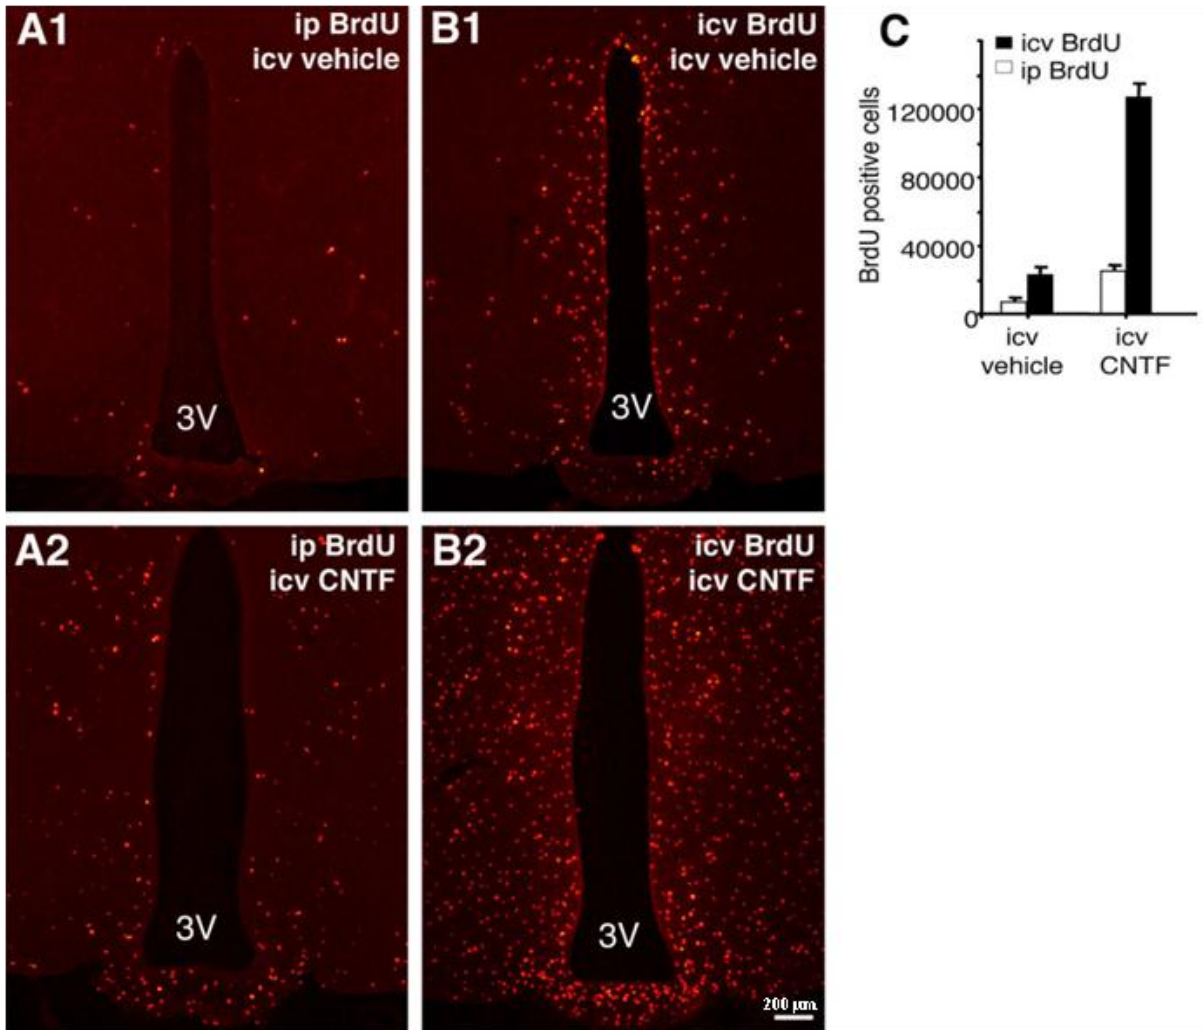 A1
ip BrdU
icv vehicle
3V
B1
icv BrdU
icv vehicle
3V
A2
ip BrdU
icv CNTF
3V
B2
icv BrdU
icv CNTF
3V
200 µm
C
icv BrdU
ip BrdU
BrdU positive cells
120000
80000
40000
0
icv
vehicle
icv
CNTF